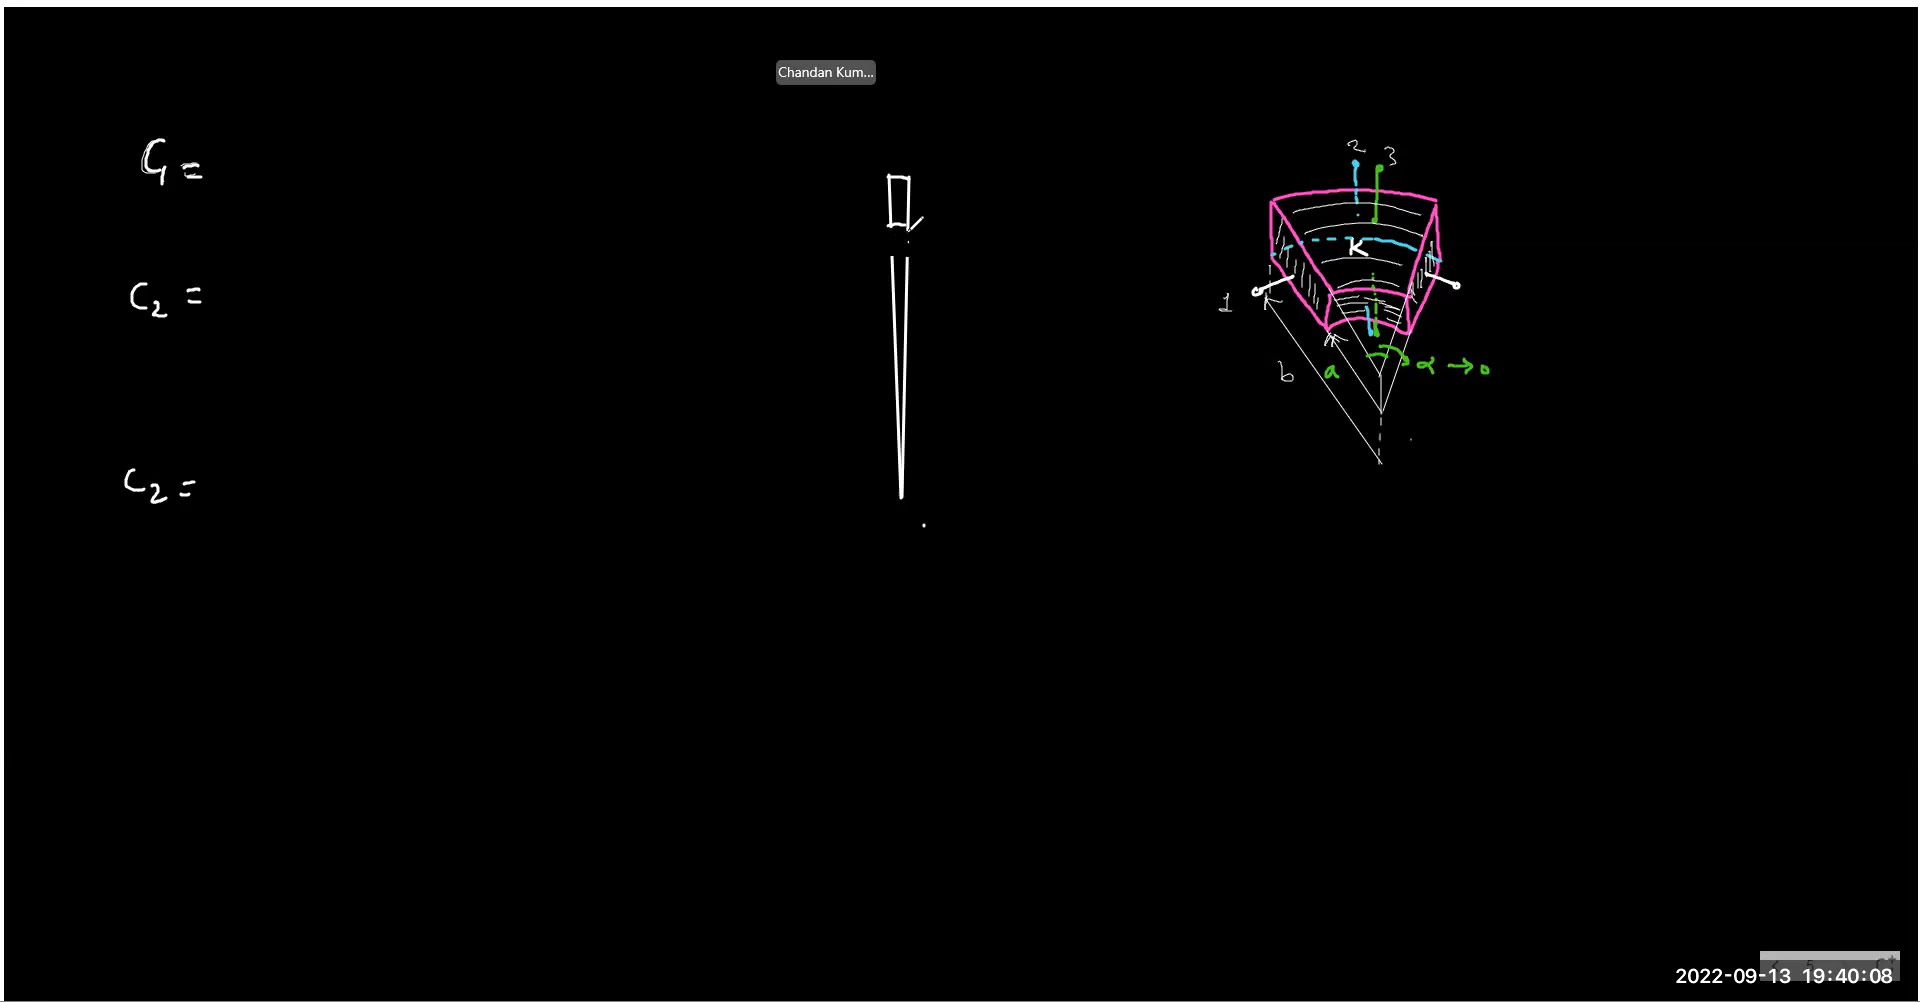 Chandan Kum...
C₁ =
C₂ =
C₂ =
2 3
K
1
b a α → 0
2022-09-13 19:40:08